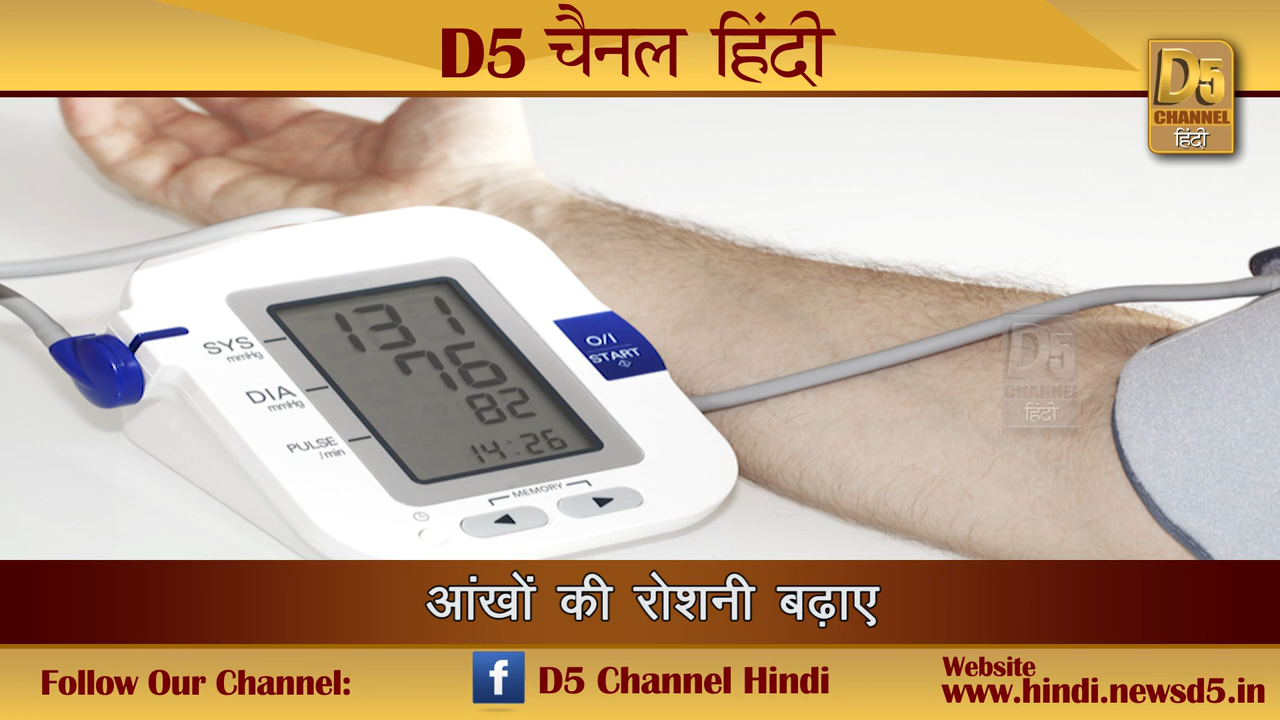 D5 चैनल हिंदी
D5
CHANNEL
हिंदी
SYS
mmHg
131
DIA
mmHg
76
PULSE
/min
82
14:26
O/I
START
MEMORY
D5
CHANNEL
हिंदी
आंखों की रोशनी बढ़ाए
Follow Our Channel:
f
D5 Channel Hindi
Website
www.hindi.newsd5.in